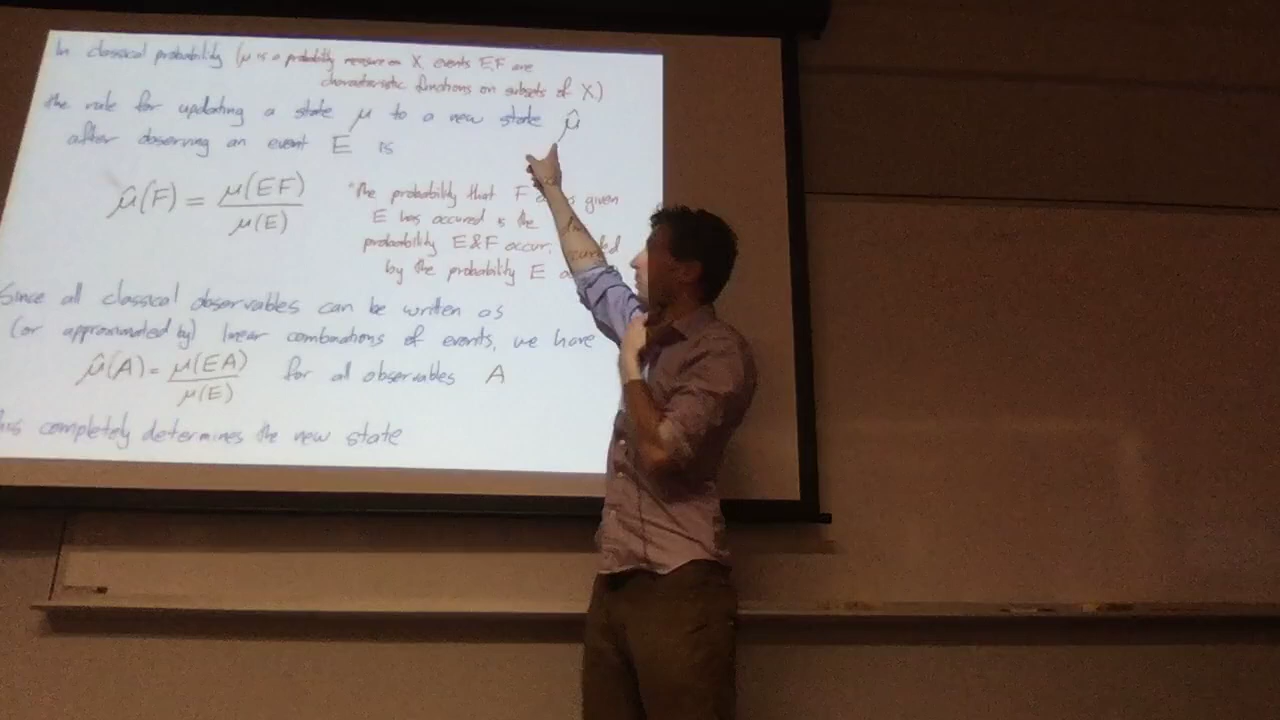 In classical probability (μ is a probability measure on X, events E,F are
characteristic functions on subsets of X)
the rule for updating a state μ to a new state μ̂
after observing an event E is
μ̂(F) = μ(EF) / μ(E)
"The probability that F given
E has occured is the
probability E & F occur,
by the probability E
Since all classical observables can be written as
(or approximated by) linear combinations of events, we have
μ̂(A) = μ(EA) / μ(E) for all observables A
his completely determines the new state